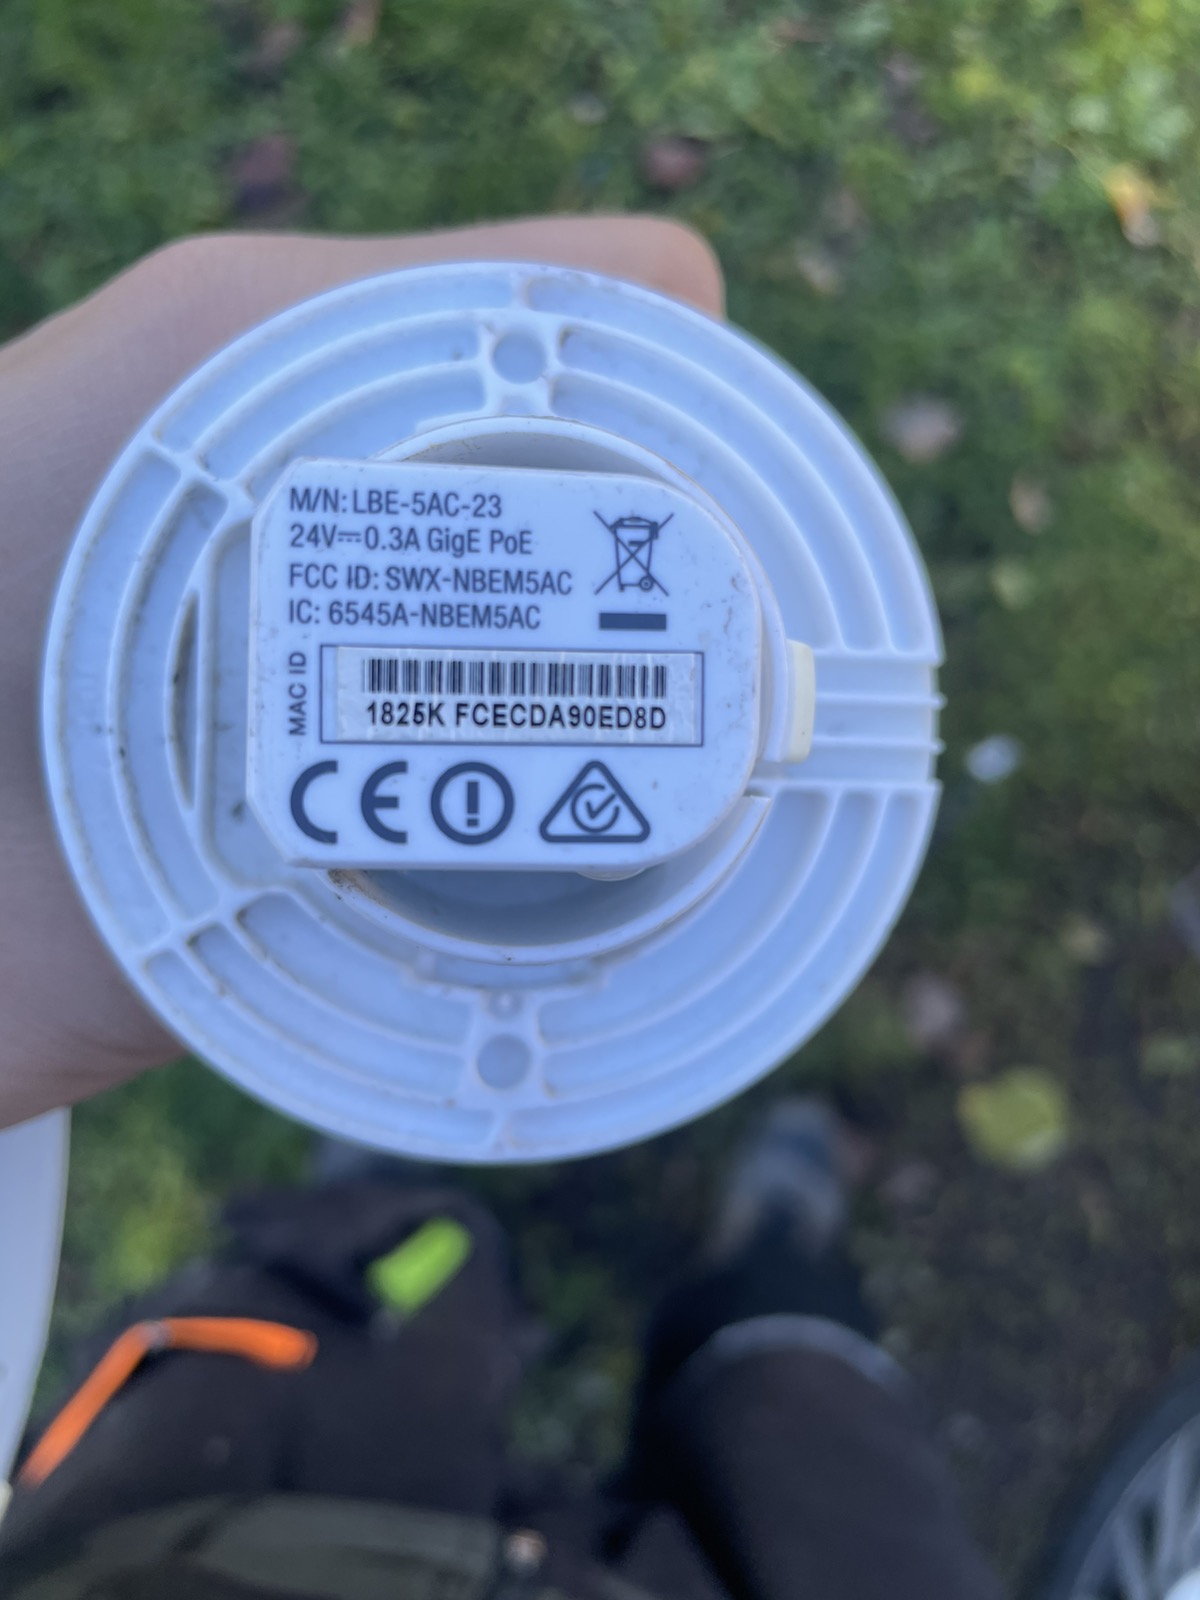 M/N: LBE-5AC-23
24V⎓0.3A GigE PoE
FCC ID: SWX-NBEM5AC
IC: 6545A-NBEM5AC
MAC ID
1825K FCECDA90ED8D
CE